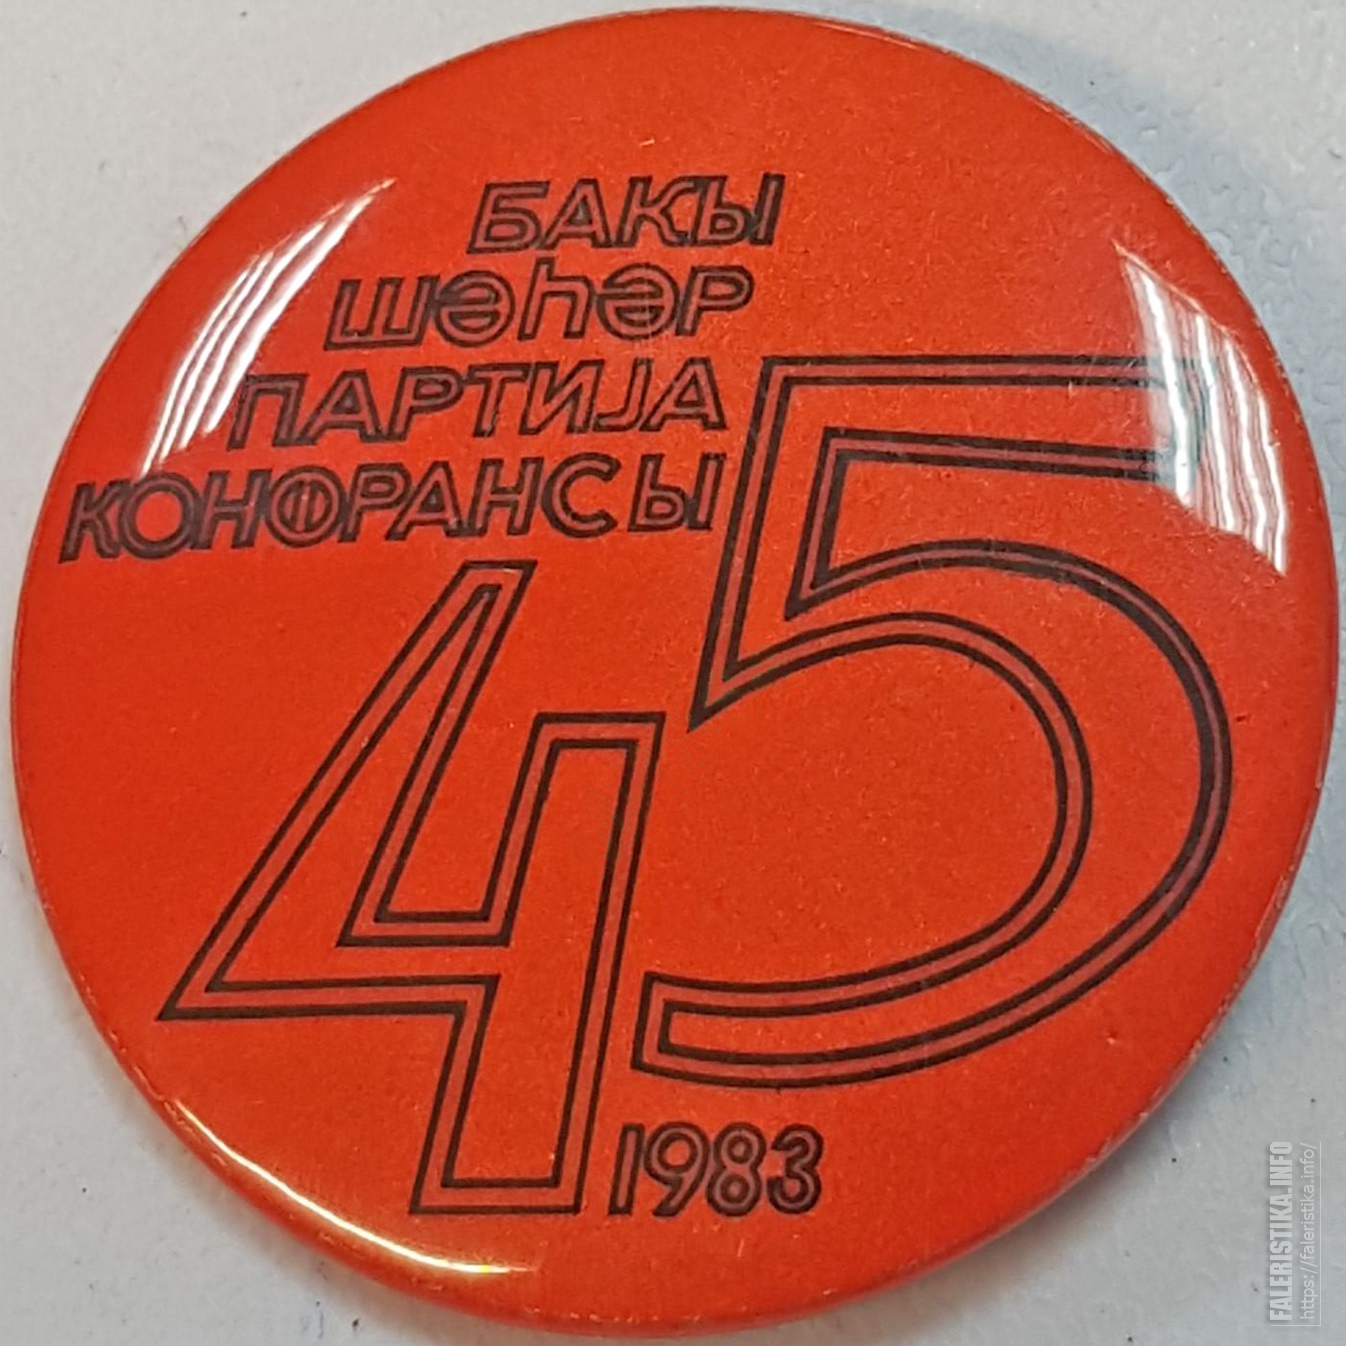 БАКЫ
ШӘҺӘР
ПАРТИЈА
КОНФРАНСЫ
45
1983
FALERISTIKA.INFO
https://faleristika.info/